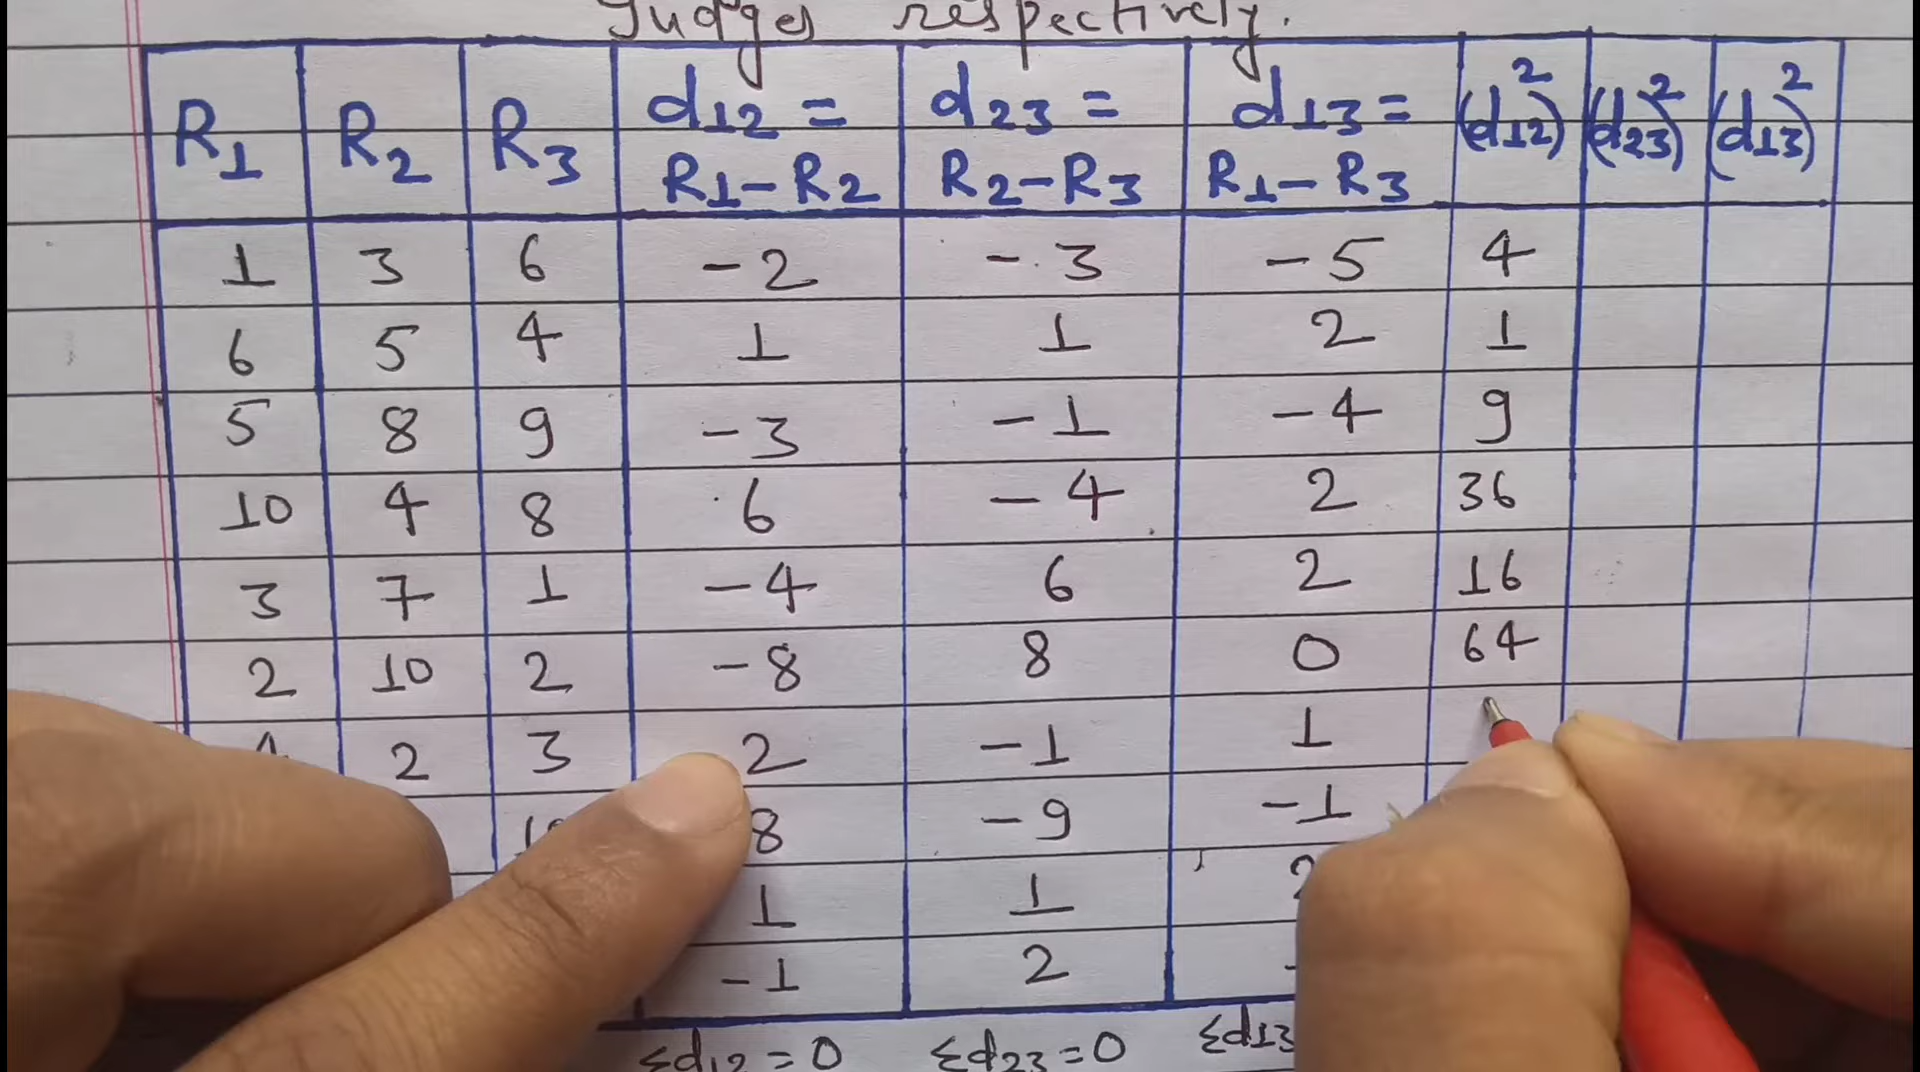 Judges respectively.
R1 R2 R3 d12 = R1-R2 d23 = R2-R3 d13 = R1-R3 (d12)² (d23)² (d13)²
1 3 6 -2 -3 -5 4
6 5 4 1 1 2 1
5 8 9 -3 -1 -4 9
10 4 8 6 -4 2 36
3 7 1 -4 6 2 16
2 10 2 -8 8 0 64
2 3 2 -1 1
8 -9 -1
1 1
-1 2
Σd12 = 0 Σd23 = 0 Σd13